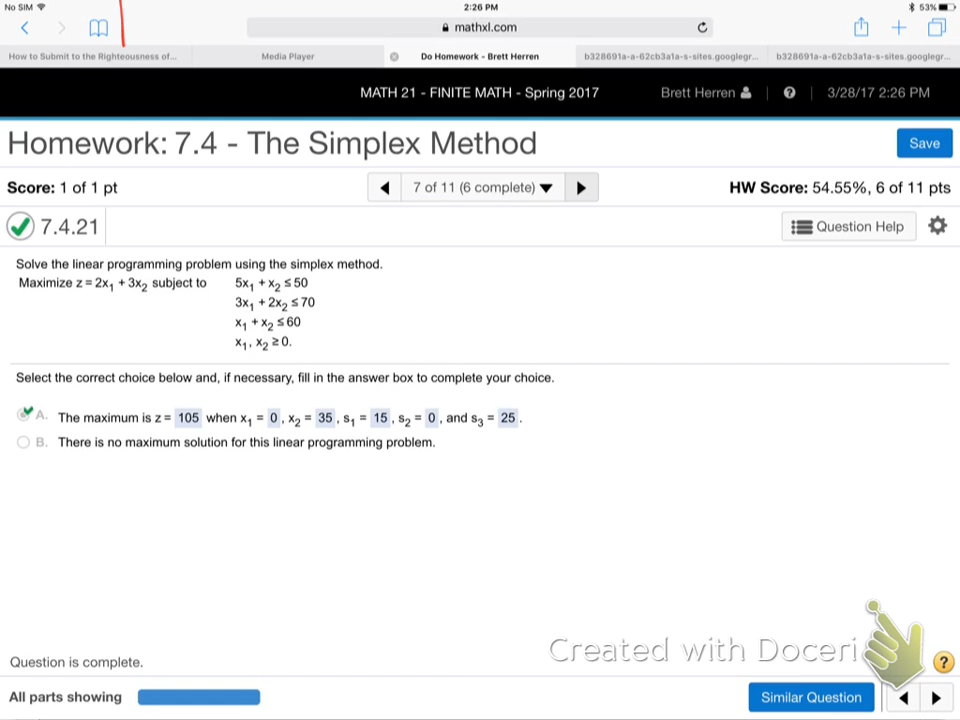 No SIM 2:26 PM 53%
mathxl.com
How to Submit to the Righteousness of... Media Player Do Homework - Brett Herren b328691a-a-62cb3a1a-s-sites.googlegr... b328691a-a-62cb3a1a-s-sites.googlegr...
MATH 21 - FINITE MATH - Spring 2017 Brett Herren ? 3/28/17 2:26 PM
Homework: 7.4 - The Simplex Method Save
Score: 1 of 1 pt 7 of 11 (6 complete) HW Score: 54.55%, 6 of 11 pts
7.4.21 Question Help
Solve the linear programming problem using the simplex method.
Maximize z = 2x₁ + 3x₂ subject to 5x₁ + x₂ ≤ 50
3x₁ + 2x₂ ≤ 70
x₁ + x₂ ≤ 60
x₁, x₂ ≥ 0.
Select the correct choice below and, if necessary, fill in the answer box to complete your choice.
A. The maximum is z = 105 when x₁ = 0, x₂ = 35, s₁ = 15, s₂ = 0, and s₃ = 25.
B. There is no maximum solution for this linear programming problem.
Created with Doceri
Question is complete. ?
All parts showing Similar Question